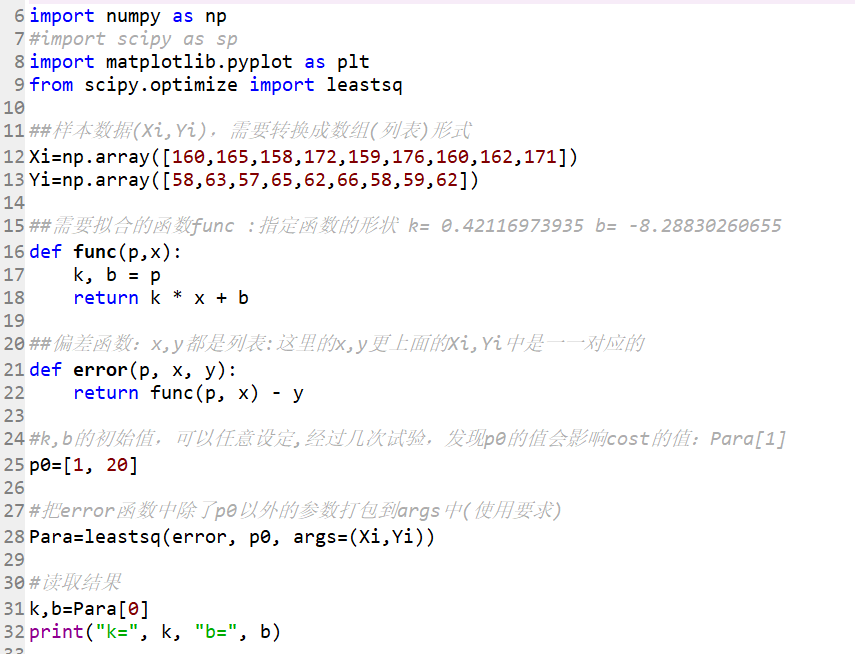 6 import numpy as np
7 #import scipy as sp
8 import matplotlib.pyplot as plt
9 from scipy.optimize import leastsq
10
11 ##样本数据(Xi,Yi)，需要转换成数组(列表)形式
12 Xi=np.array([160,165,158,172,159,176,160,162,171])
13 Yi=np.array([58,63,57,65,62,66,58,59,62])
14
15 ##需要拟合的函数func :指定函数的形状 k= 0.42116973935 b= -8.28830260655
16 def func(p,x):
17     k, b = p
18     return k * x + b
19
20 ##偏差函数：x,y都是列表:这里的x,y更上面的Xi,Yi中是一一对应的
21 def error(p, x, y):
22     return func(p, x) - y
23
24 #k,b的初始值，可以任意设定,经过几次试验，发现p0的值会影响cost的值：Para[1]
25 p0=[1, 20]
26
27 #把error函数中除了p0以外的参数打包到args中(使用要求)
28 Para=leastsq(error, p0, args=(Xi,Yi))
29
30 #读取结果
31 k,b=Para[0]
32 print("k=", k, "b=", b)
33